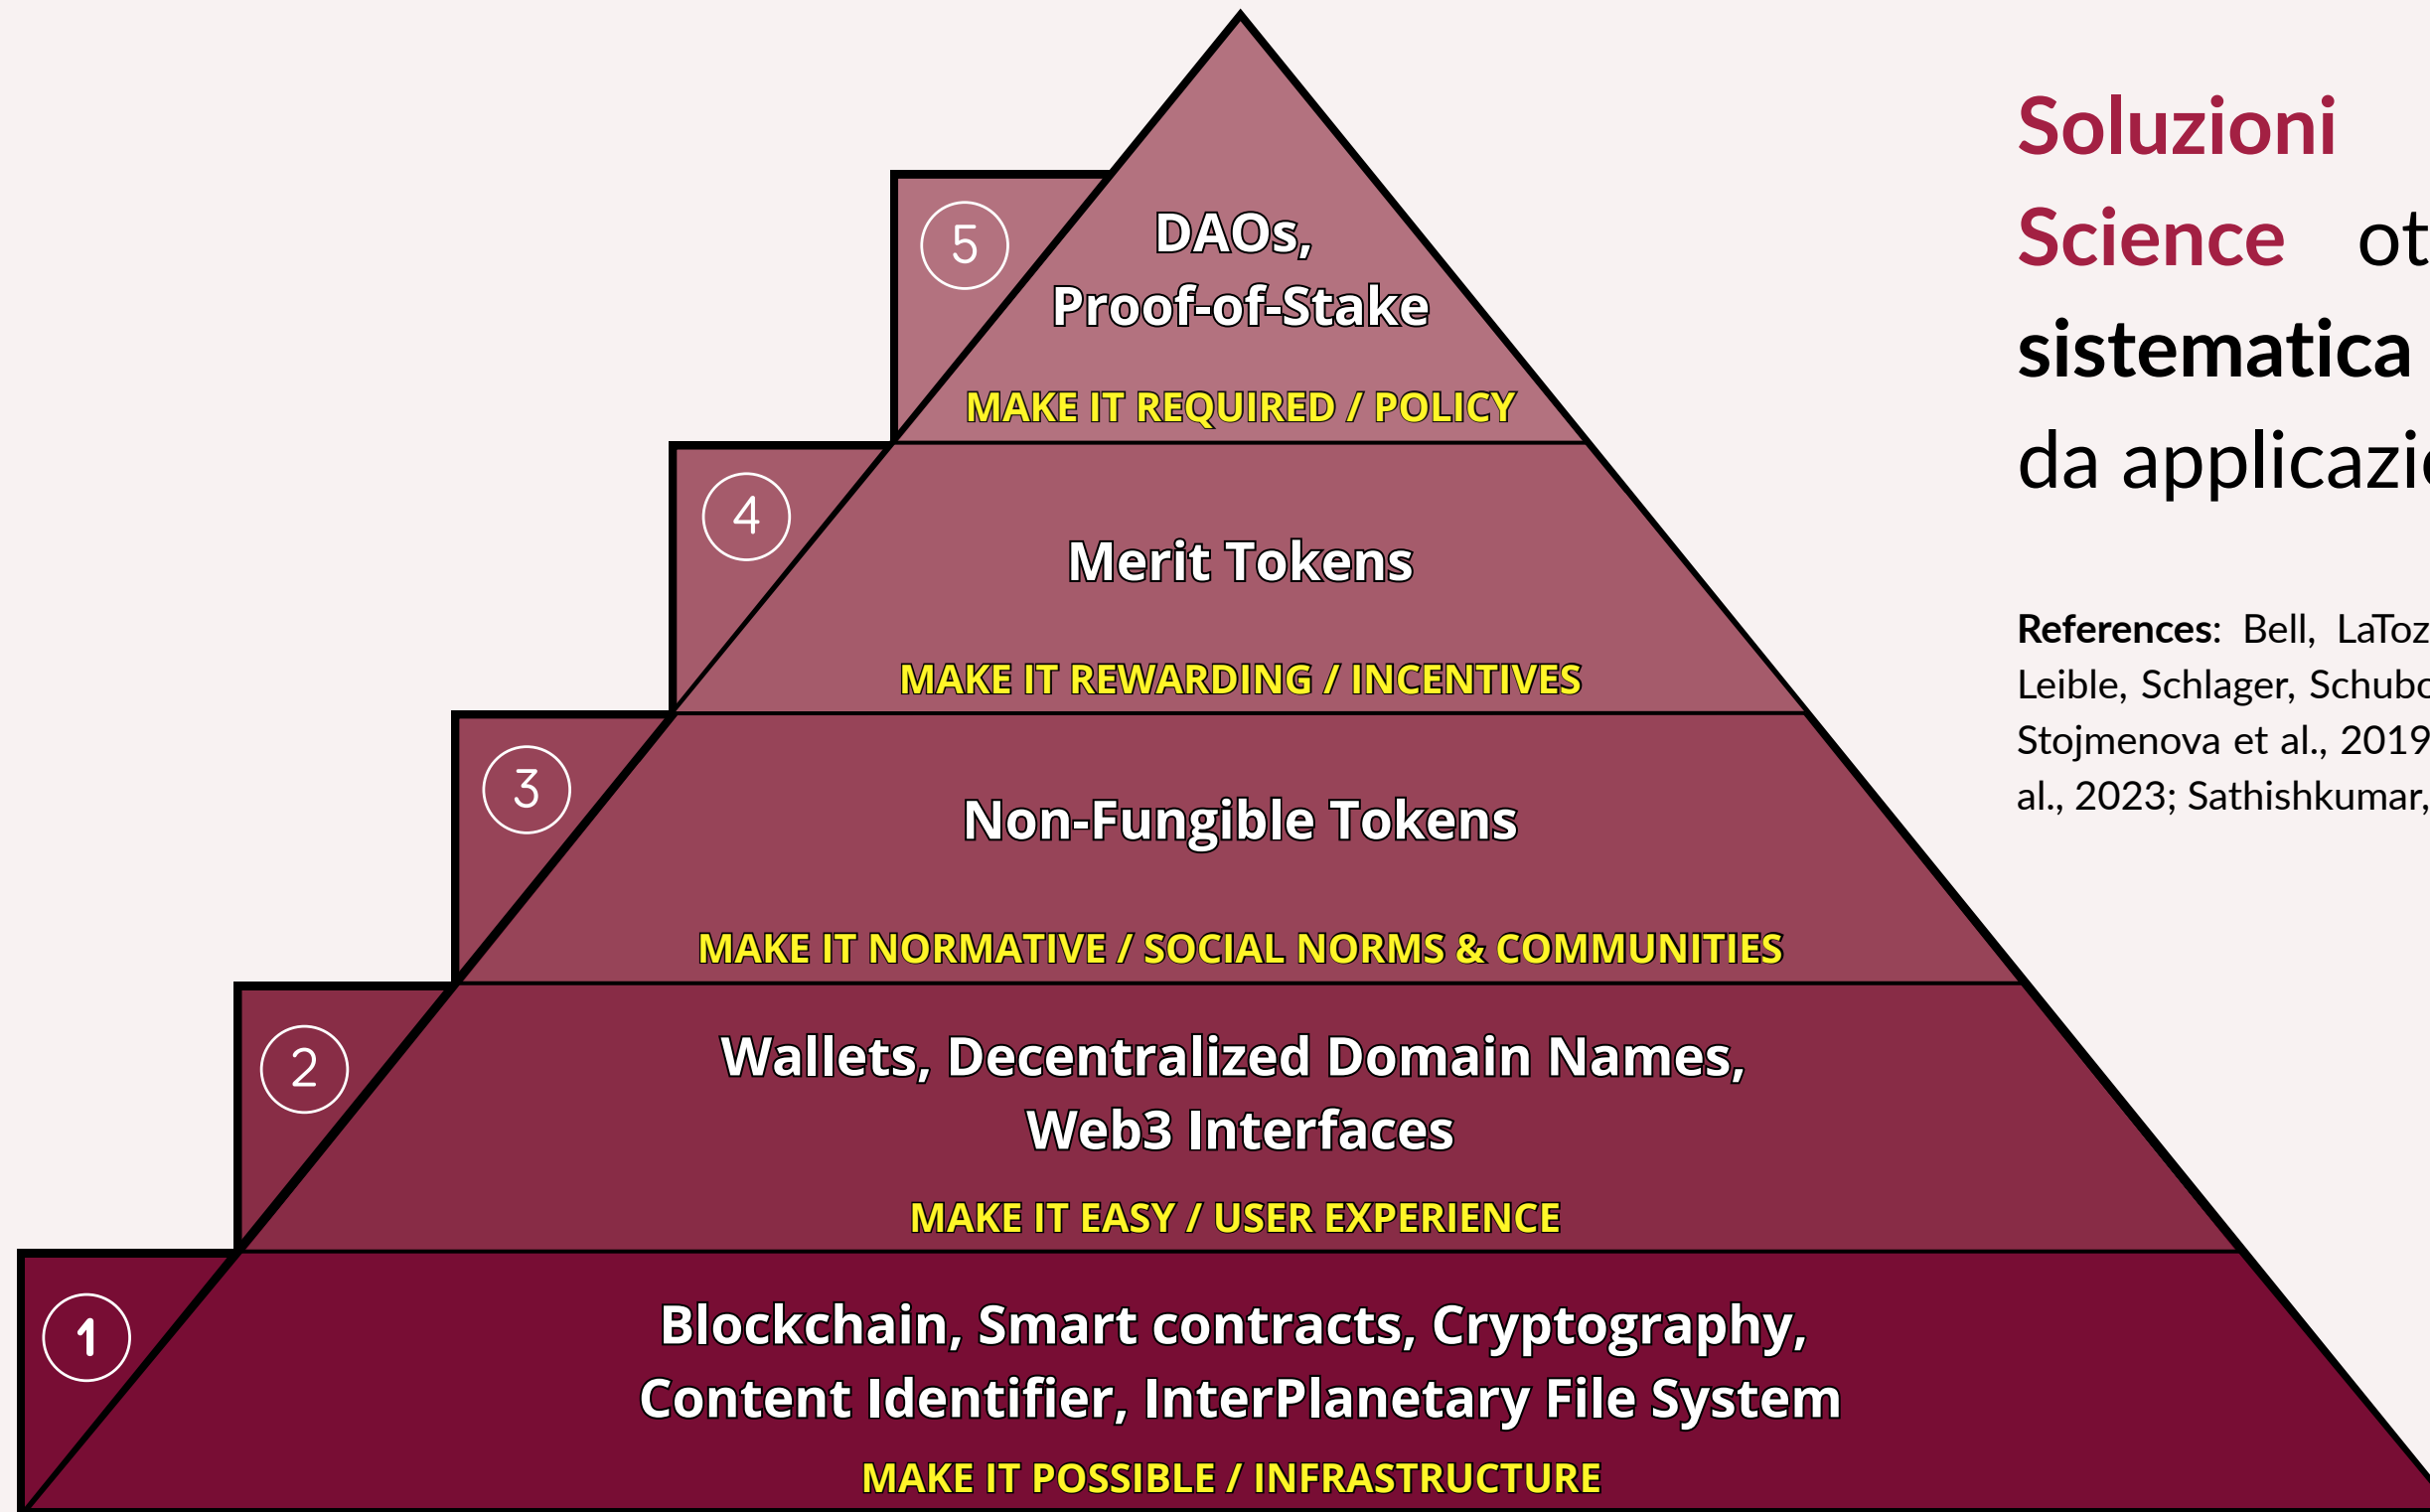 5
DAOs,
Proof-of-Stake
MAKE IT REQUIRED / POLICY
4
Merit Tokens
MAKE IT REWARDING / INCENTIVES
3
Non-Fungible Tokens
MAKE IT NORMATIVE / SOCIAL NORMS & COMMUNITIES
2
Wallets, Decentralized Domain Names,
Web3 Interfaces
MAKE IT EASY / USER EXPERIENCE
1
Blockchain, Smart contracts, Cryptography,
Content Identifier, InterPlanetary File System
MAKE IT POSSIBLE / INFRASTRUCTURE
Soluzioni
Science
sistematica
da
References: Bell,
Leible, Schlager,
Stojmenova et al., 2019
al., 2023; Sathishkumar,